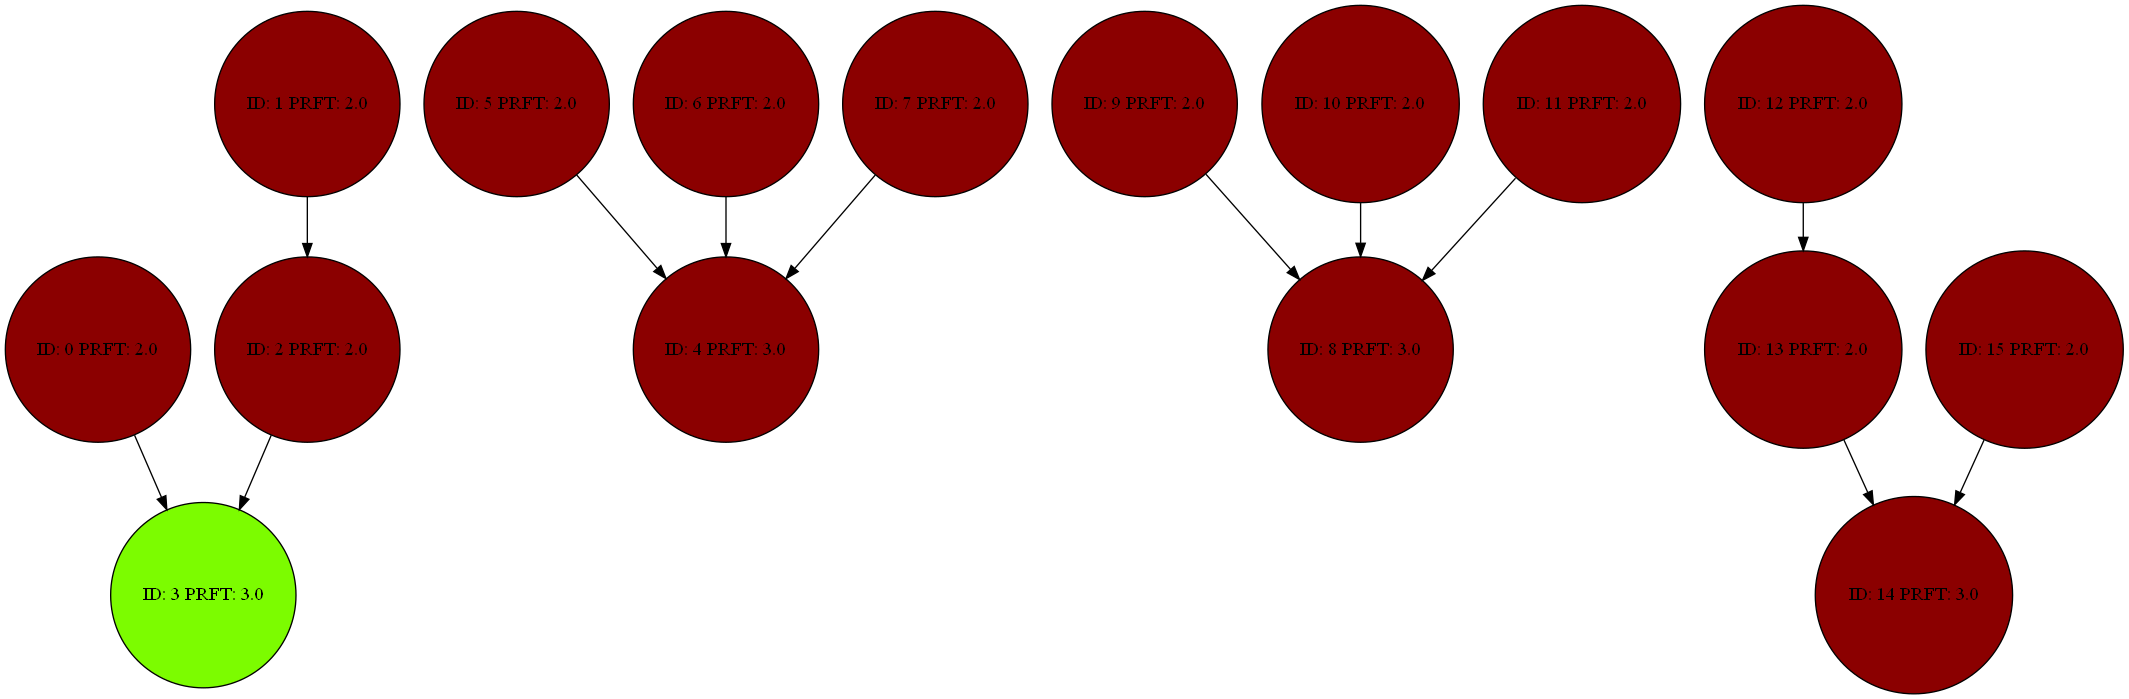 ID: 1 PRFT: 2.0
ID: 5 PRFT: 2.0
ID: 6 PRFT: 2.0
ID: 7 PRFT: 2.0
ID: 9 PRFT: 2.0
ID: 10 PRFT: 2.0
ID: 11 PRFT: 2.0
ID: 12 PRFT: 2.0
ID: 0 PRFT: 2.0
ID: 2 PRFT: 2.0
ID: 4 PRFT: 3.0
ID: 8 PRFT: 3.0
ID: 13 PRFT: 2.0
ID: 15 PRFT: 2.0
ID: 3 PRFT: 3.0
ID: 14 PRFT: 3.0